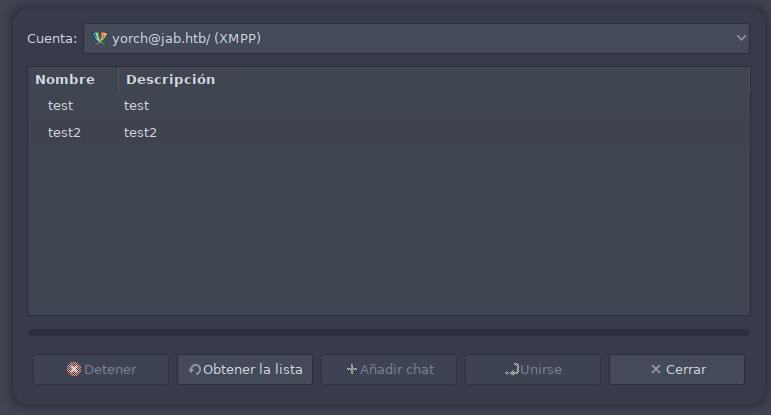 Cuenta: yorch@jab.htb/ (XMPP)
Nombre Descripción
test test
test2 test2
Detener Obtener la lista Añadir chat Unirse Cerrar